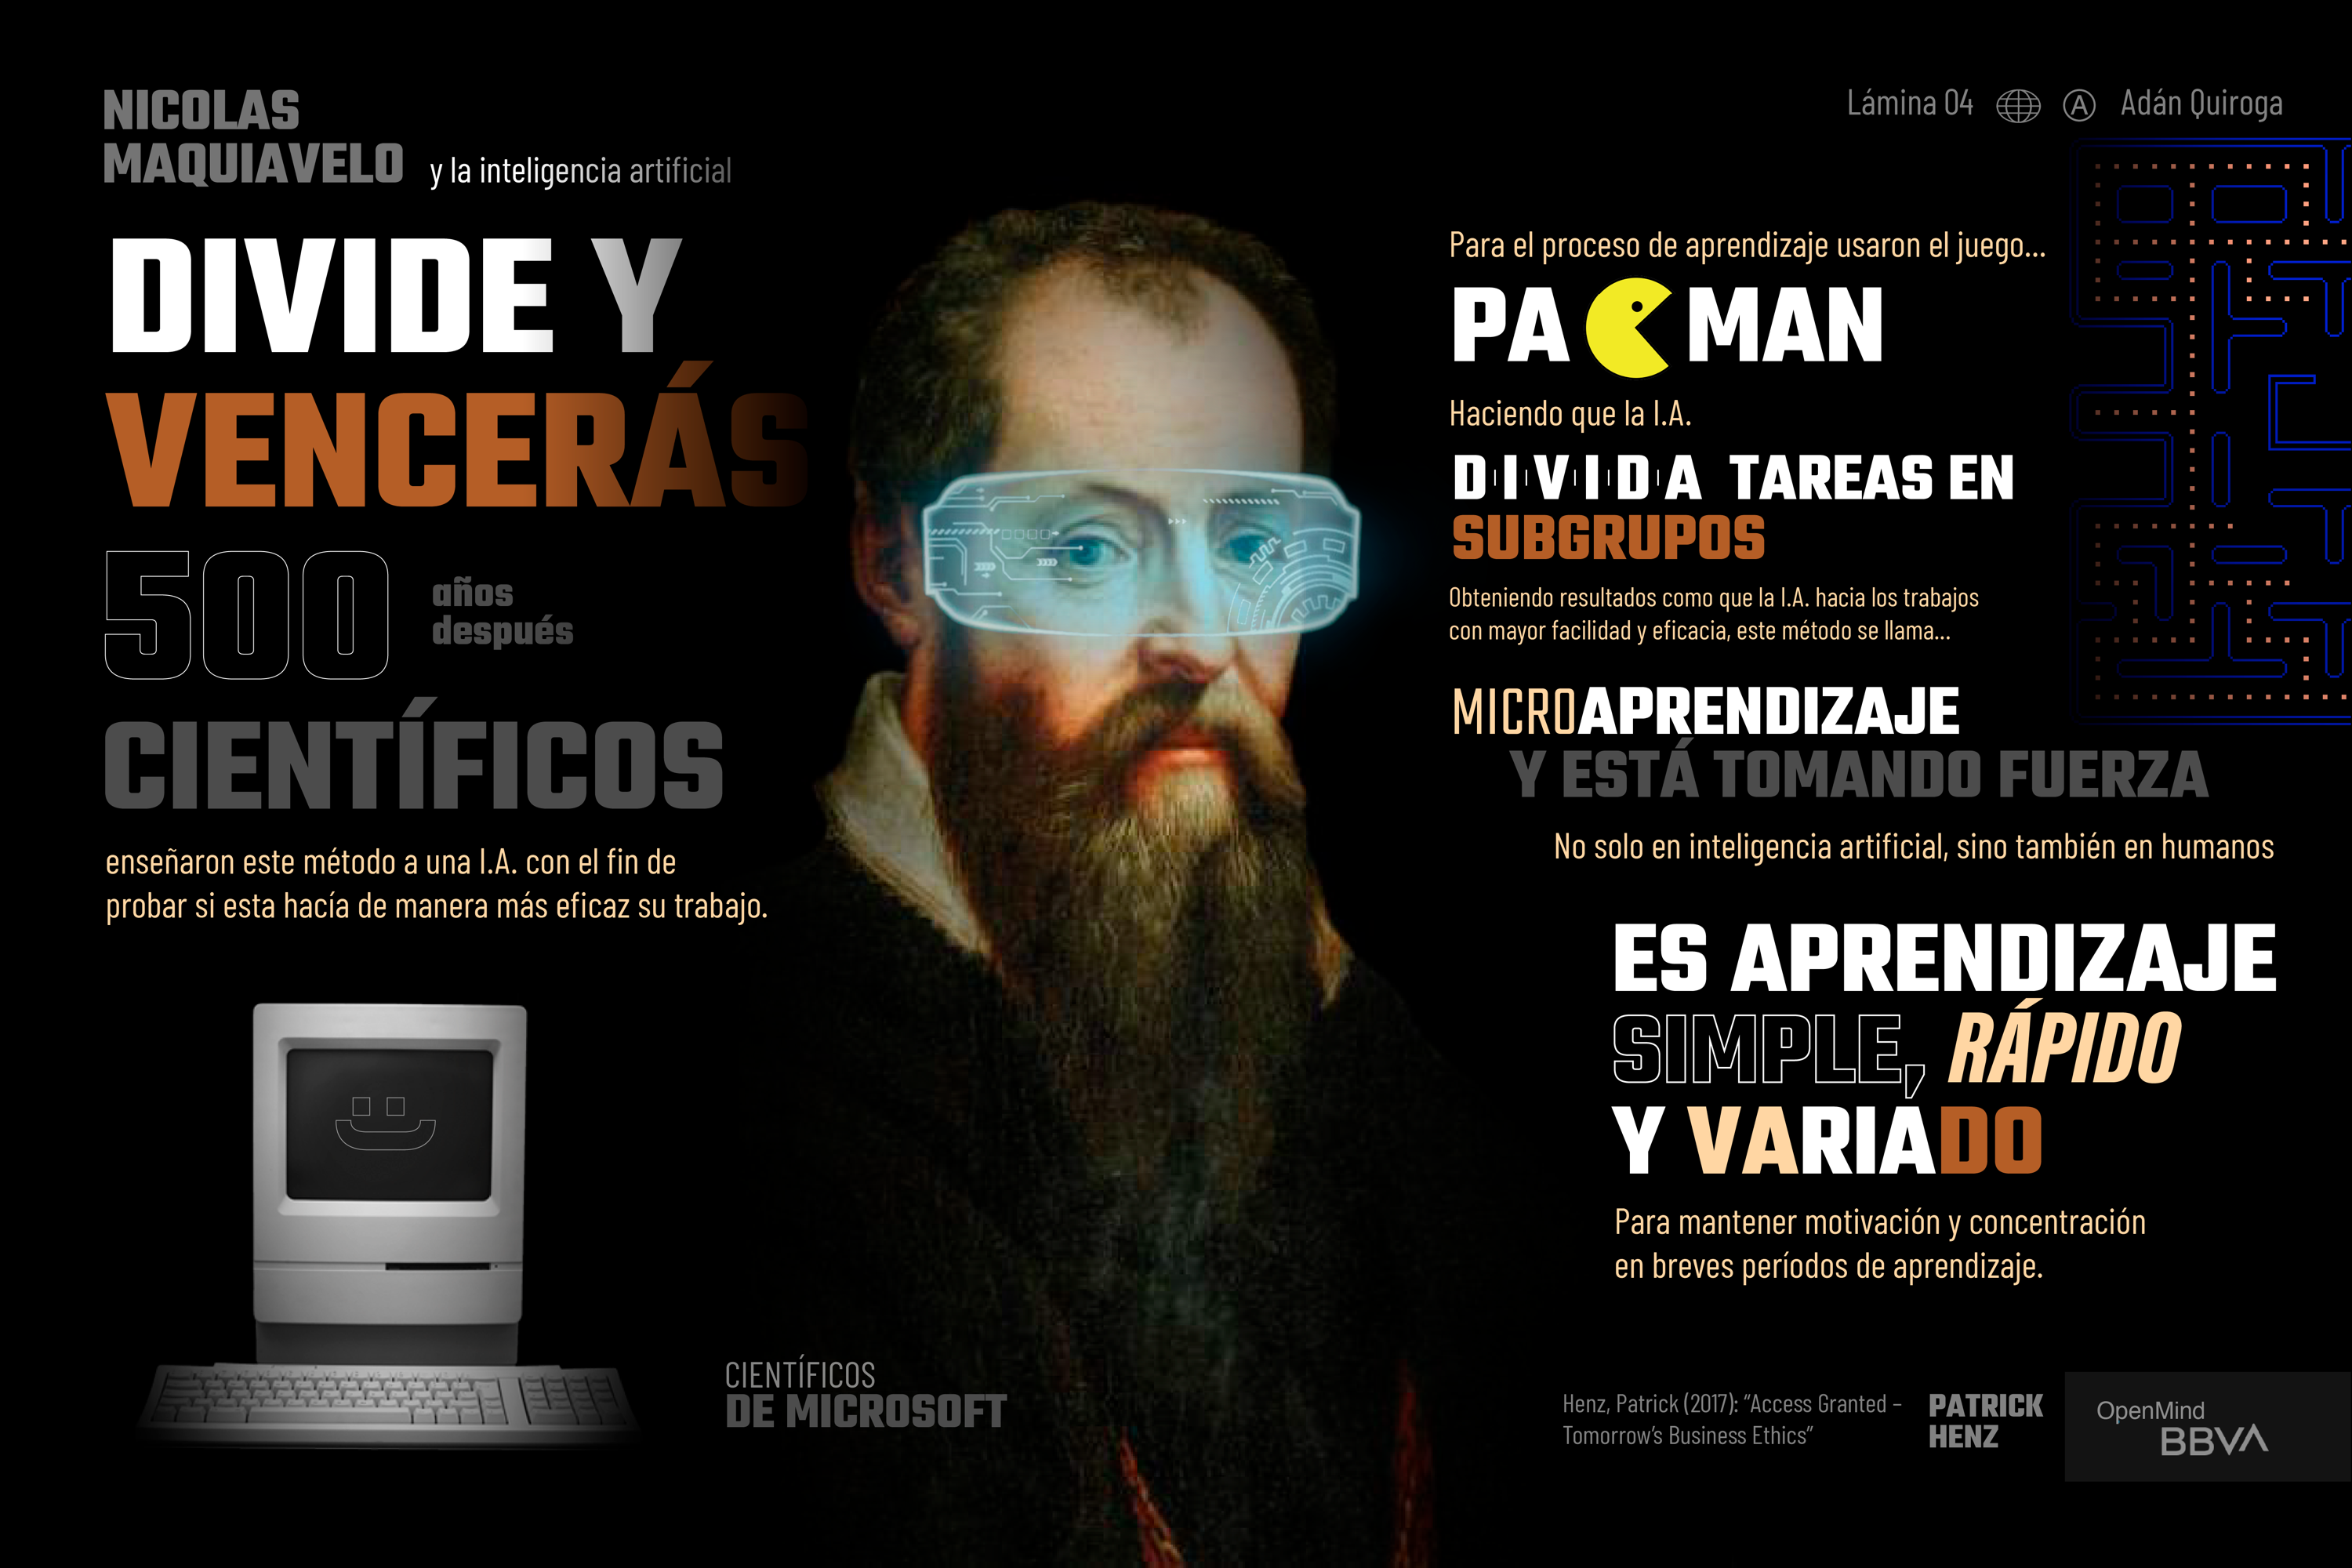 NICOLAS
MAQUIAVELO y la inteligencia artificial
DIVIDE Y
VENCERÁS
500 años
después
CIENTÍFICOS
enseñaron este método a una I.A. con el fin de
probar si esta hacía de manera más eficaz su trabajo.
CIENTÍFICOS
DE MICROSOFT
Lámina 04 A Adán Quiroga
Para el proceso de aprendizaje usaron el juego...
PACMAN
Haciendo que la I.A.
D|I|V|I|D|A TAREAS EN
SUBGRUPOS
Obteniendo resultados como que la I.A. hacia los trabajos
con mayor facilidad y eficacia, este método se llama...
MICROAPRENDIZAJE
Y ESTÁ TOMANDO FUERZA
No solo en inteligencia artificial, sino también en humanos
ES APRENDIZAJE
SIMPLE, RÁPIDO
Y VARIADO
Para mantener motivación y concentración
en breves períodos de aprendizaje.
Henz, Patrick (2017): “Access Granted –
Tomorrow’s Business Ethics”
PATRICK
HENZ
OpenMind
BBVA